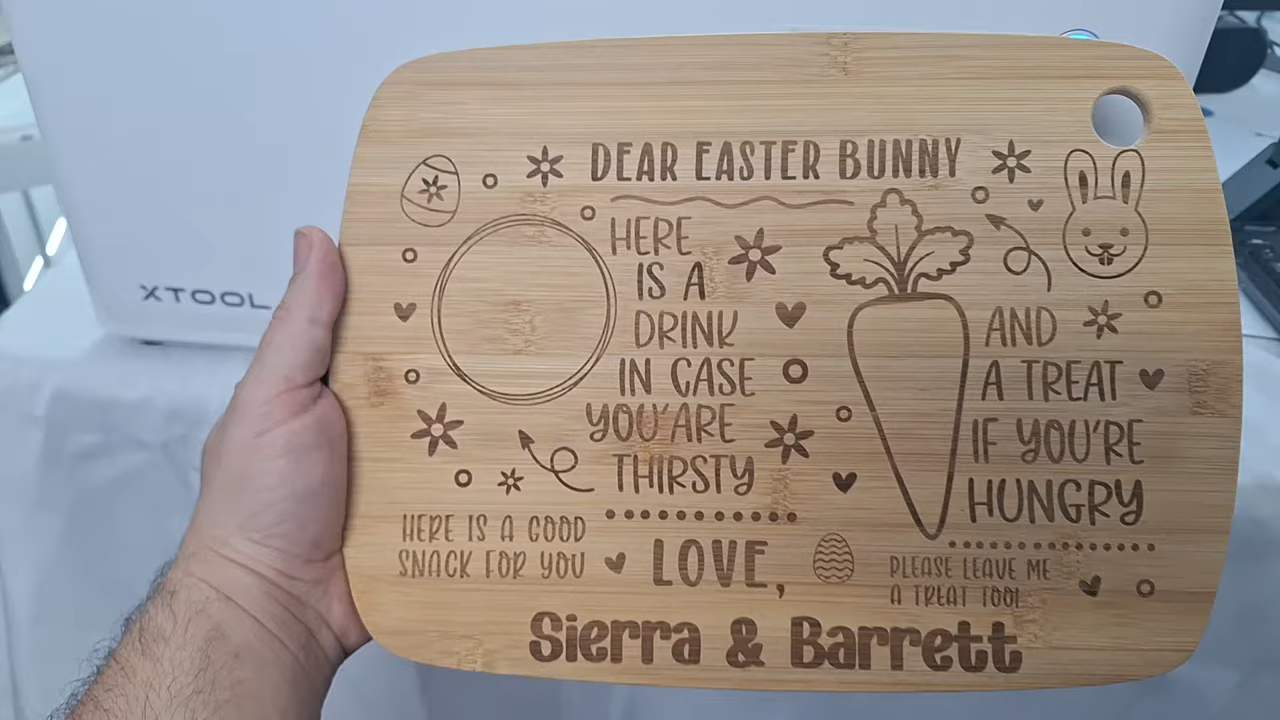 XTOOL
DEAR EASTER BUNNY
HERE
IS A
DRINK
IN CASE
YOU'ARE
THIRSTY
AND
A TREAT
IF YOU'RE
HUNGRY
HERE IS A GOOD
SNACK FOR YOU
LOVE,
PLEASE LEAVE ME
A TREAT TOO!
Sierra & Barrett